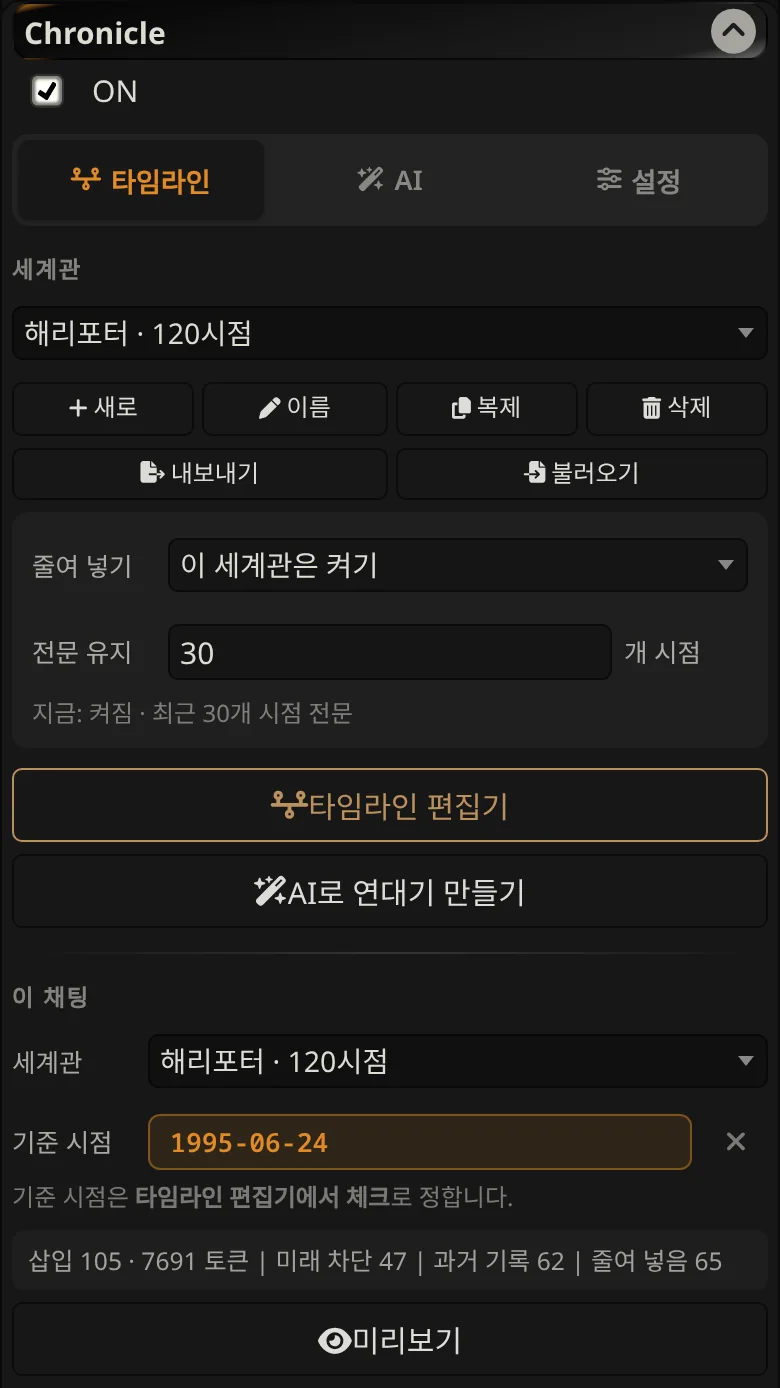 Chronicle
ON
타임라인
AI
설정
세계관
해리포터 · 120시점
+ 새로
이름
복제
삭제
내보내기
불러오기
줄여 넣기
이 세계관은 켜기
전문 유지
30
개 시점
지금: 켜짐 · 최근 30개 시점 전문
타임라인 편집기
AI로 연대기 만들기
이 채팅
세계관
해리포터 · 120시점
기준 시점
1995-06-24
기준 시점은 타임라인 편집기에서 체크로 정합니다.
삽입 105 · 7691 토큰 | 미래 차단 47 | 과거 기록 62 | 줄여 넣음 65
미리보기